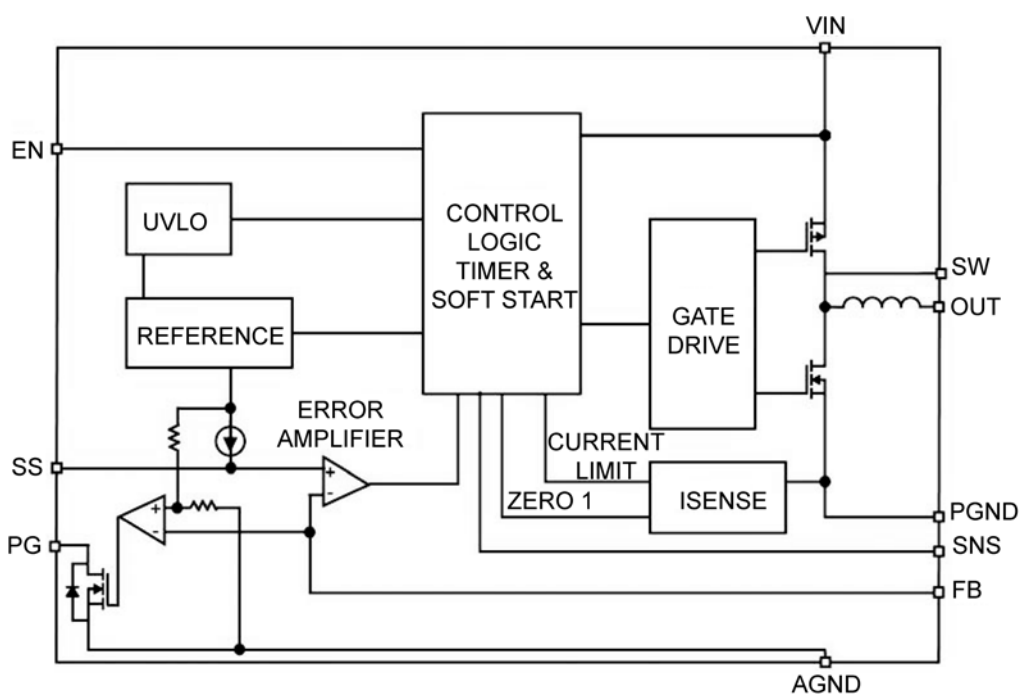 VIN
EN
UVLO
CONTROL
LOGIC
TIMER &
SOFT START
REFERENCE
GATE
DRIVE
SW
OUT
ERROR
AMPLIFIER
SS
+
-
CURRENT
LIMIT
ZERO 1
ISENSE
PGND
SNS
FB
PG
+
-
AGND